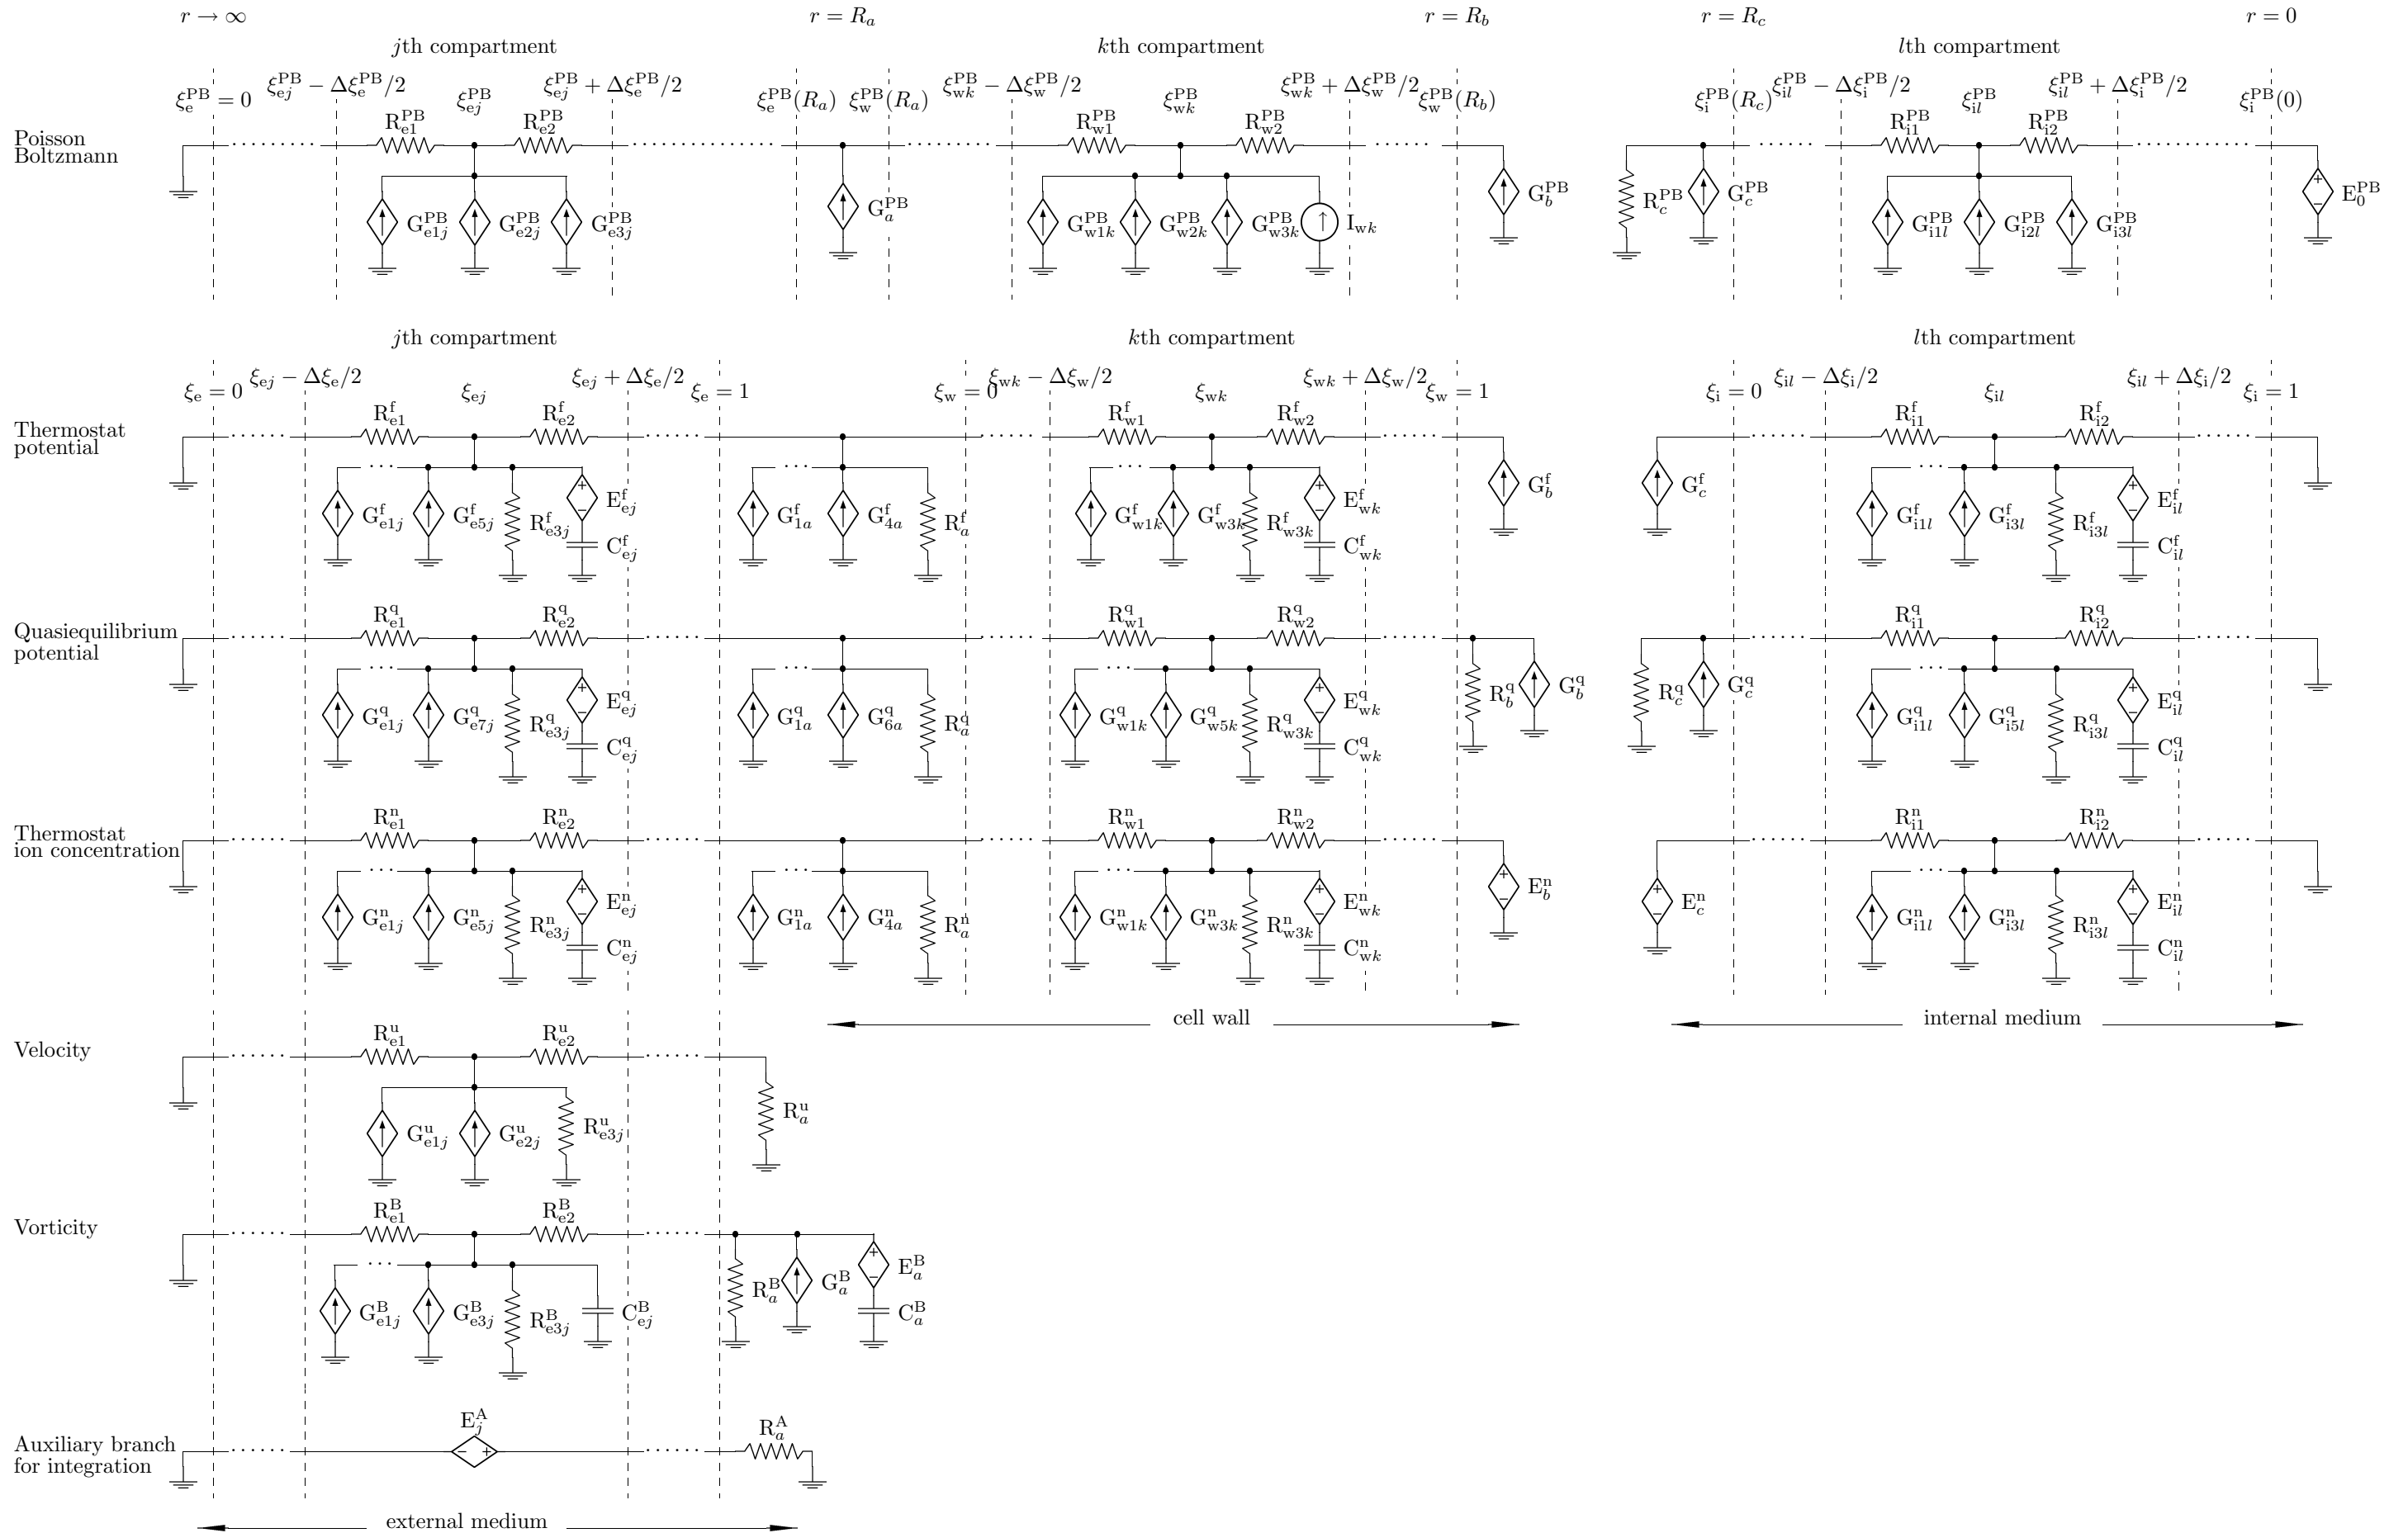 r → ∞ r = R_a r = R_b r = R_c r = 0
jth compartment kth compartment lth compartment
ξ_e^PB = 0 ξ_ej^PB − Δξ_e^PB/2 ξ_ej^PB ξ_ej^PB + Δξ_e^PB/2 ξ_e^PB(R_a) ξ_w^PB(R_a) ξ_wk^PB − Δξ_w^PB/2 ξ_wk^PB ξ_wk^PB + Δξ_w^PB/2 ξ_w^PB(R_b) ξ_i^PB(R_c) ξ_il^PB − Δξ_i^PB/2 ξ_il^PB ξ_il^PB + Δξ_i^PB/2 ξ_i^PB(0)
R_e1^PB R_e2^PB R_w1^PB R_w2^PB R_i1^PB R_i2^PB
Poisson
Boltzmann
G_e1j^PB G_e2j^PB G_e3j^PB G_a^PB G_w1k^PB G_w2k^PB G_w3k^PB I_wk G_b^PB R_c^PB G_c^PB G_i1l^PB G_i2l^PB G_i3l^PB E_0^PB
jth compartment kth compartment lth compartment
ξ_e = 0 ξ_ej − Δξ_e/2 ξ_ej ξ_ej + Δξ_e/2 ξ_e = 1 ξ_w = 0 ξ_wk − Δξ_w/2 ξ_wk ξ_wk + Δξ_w/2 ξ_w = 1 ξ_i = 0 ξ_il − Δξ_i/2 ξ_il ξ_il + Δξ_i/2 ξ_i = 1
R_e1^f R_e2^f R_w1^f R_w2^f R_i1^f R_i2^f
Thermostat
potential
G_e1j^f G_e5j^f R_e3j^f E_ej^f C_ej^f G_1a^f G_4a^f R_a^f G_w1k^f G_w3k^f R_w3k^f E_wk^f C_wk^f G_b^f G_c^f G_i1l^f G_i3l^f R_i3l^f E_il^f C_il^f
R_e1^q R_e2^q R_w1^q R_w2^q R_i1^q R_i2^q
Quasiequilibrium
potential
G_e1j^q G_e7j^q R_e3j^q E_ej^q C_ej^q G_1a^q G_6a^q R_a^q G_w1k^q G_w5k^q R_w3k^q E_wk^q C_wk^q R_b^q G_b^q R_c^q G_c^q G_i1l^q G_i5l^q R_i3l^q E_il^q C_il^q
R_e1^n R_e2^n R_w1^n R_w2^n R_i1^n R_i2^n
Thermostat
ion concentration
G_e1j^n G_e5j^n R_e3j^n E_ej^n C_ej^n G_1a^n G_4a^n R_a^n G_w1k^n G_w3k^n R_w3k^n E_wk^n C_wk^n E_b^n E_c^n G_i1l^n G_i3l^n R_i3l^n E_il^n C_il^n
cell wall internal medium
R_e1^u R_e2^u
Velocity
G_e1j^u G_e2j^u R_e3j^u R_a^u
R_e1^B R_e2^B
Vorticity
G_e1j^B G_e3j^B R_e3j^B C_ej^B R_a^B G_a^B E_a^B C_a^B
E_j^A R_a^A
Auxiliary branch
for integration
external medium